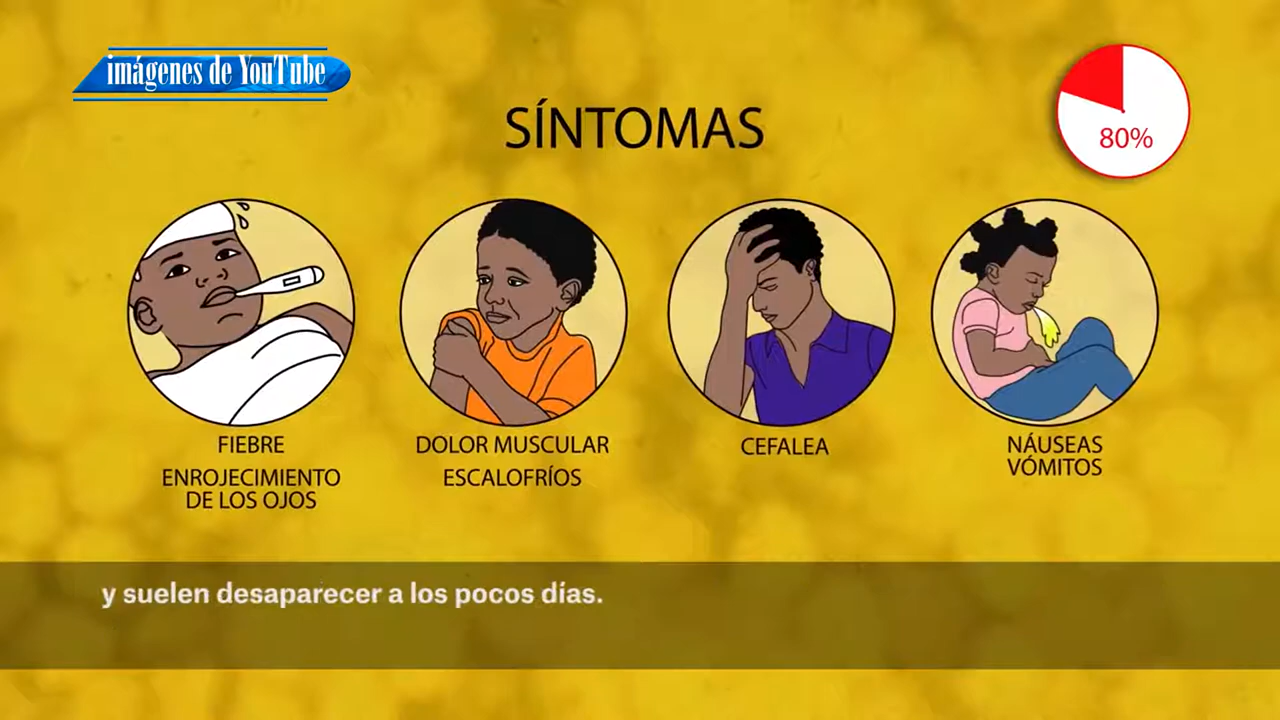 imágenes de YouTube
SÍNTOMAS
80%
FIEBRE
ENROJECIMIENTO
DE LOS OJOS
DOLOR MUSCULAR
ESCALOFRÍOS
CEFALEA
NÁUSEAS
VÓMITOS
y suelen desaparecer a los pocos días.